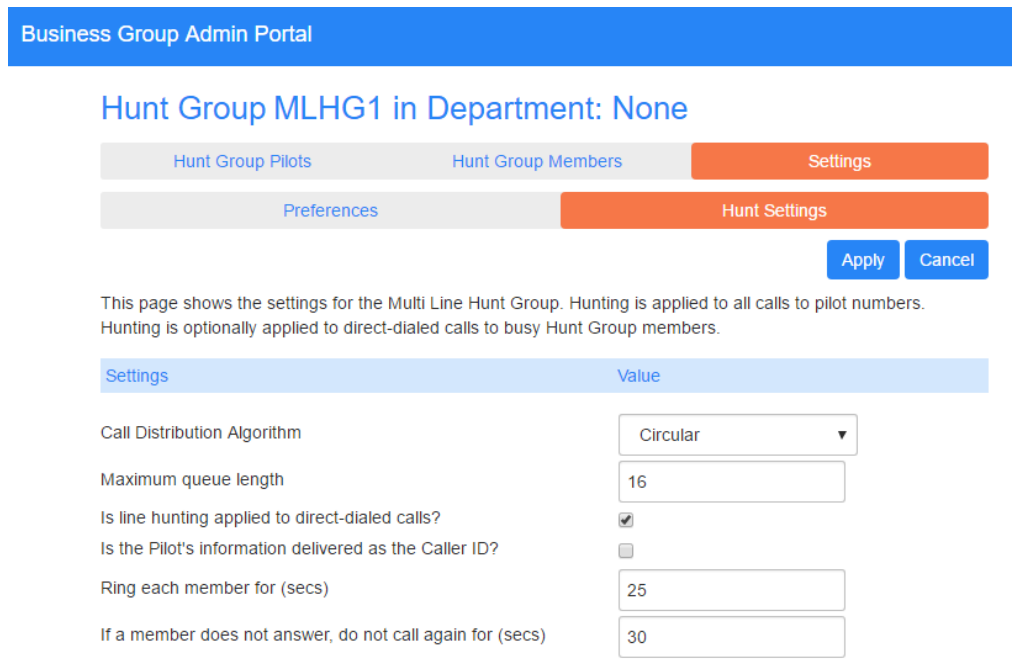 Business Group Admin Portal
Hunt Group MLHG1 in Department: None
Hunt Group Pilots Hunt Group Members Settings
Preferences Hunt Settings
Apply Cancel
This page shows the settings for the Multi Line Hunt Group. Hunting is applied to all calls to pilot numbers.
Hunting is optionally applied to direct-dialed calls to busy Hunt Group members.
Settings Value
Call Distribution Algorithm Circular
Maximum queue length 16
Is line hunting applied to direct-dialed calls?
Is the Pilot's information delivered as the Caller ID?
Ring each member for (secs) 25
If a member does not answer, do not call again for (secs) 30